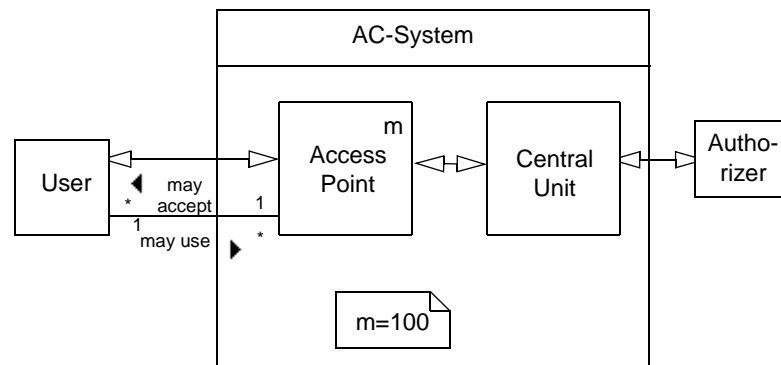 AC-System
m
Access
Point
Central
Unit
Autho-
rizer
User
may
accept
*
1
1
may use
*
m=100